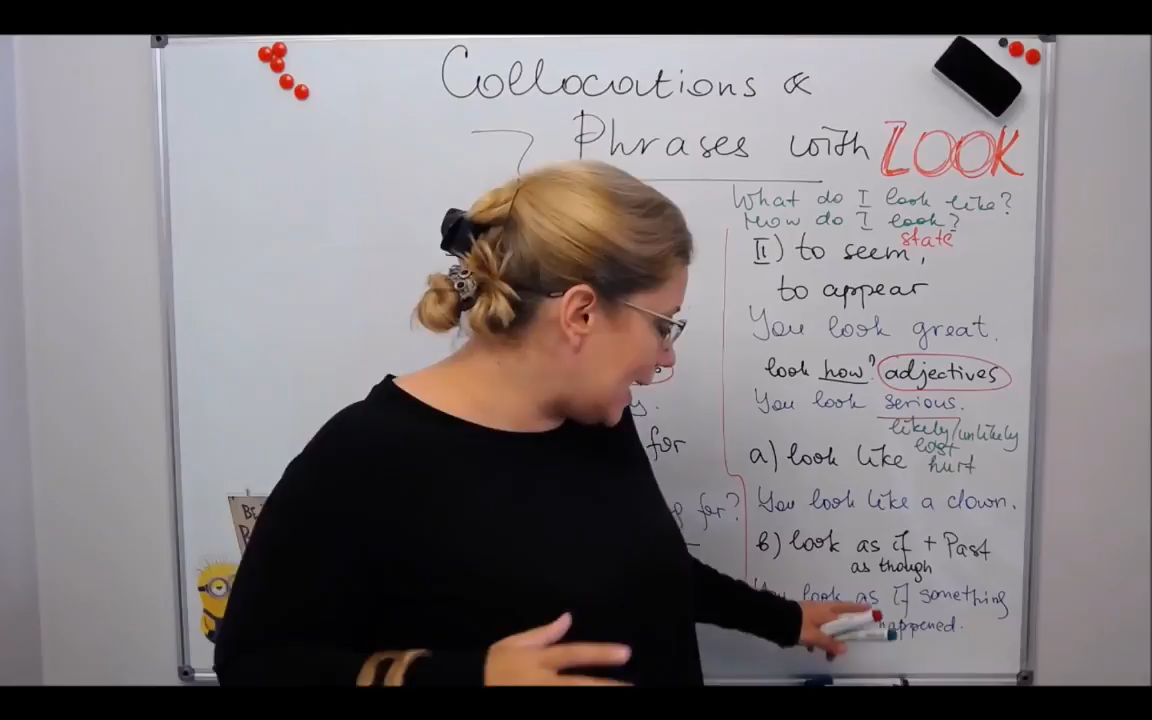 Collocations &
Phrases with LOOK
What do I look like?
How do I look?
state
II) to seem,
to appear
You look great.
look how? adjectives
You look serious.
likely/unlikely
lost
a) look like hurt
for
g for? You look like a clown.
b) look as if + Past
as though
look as if something
happened.